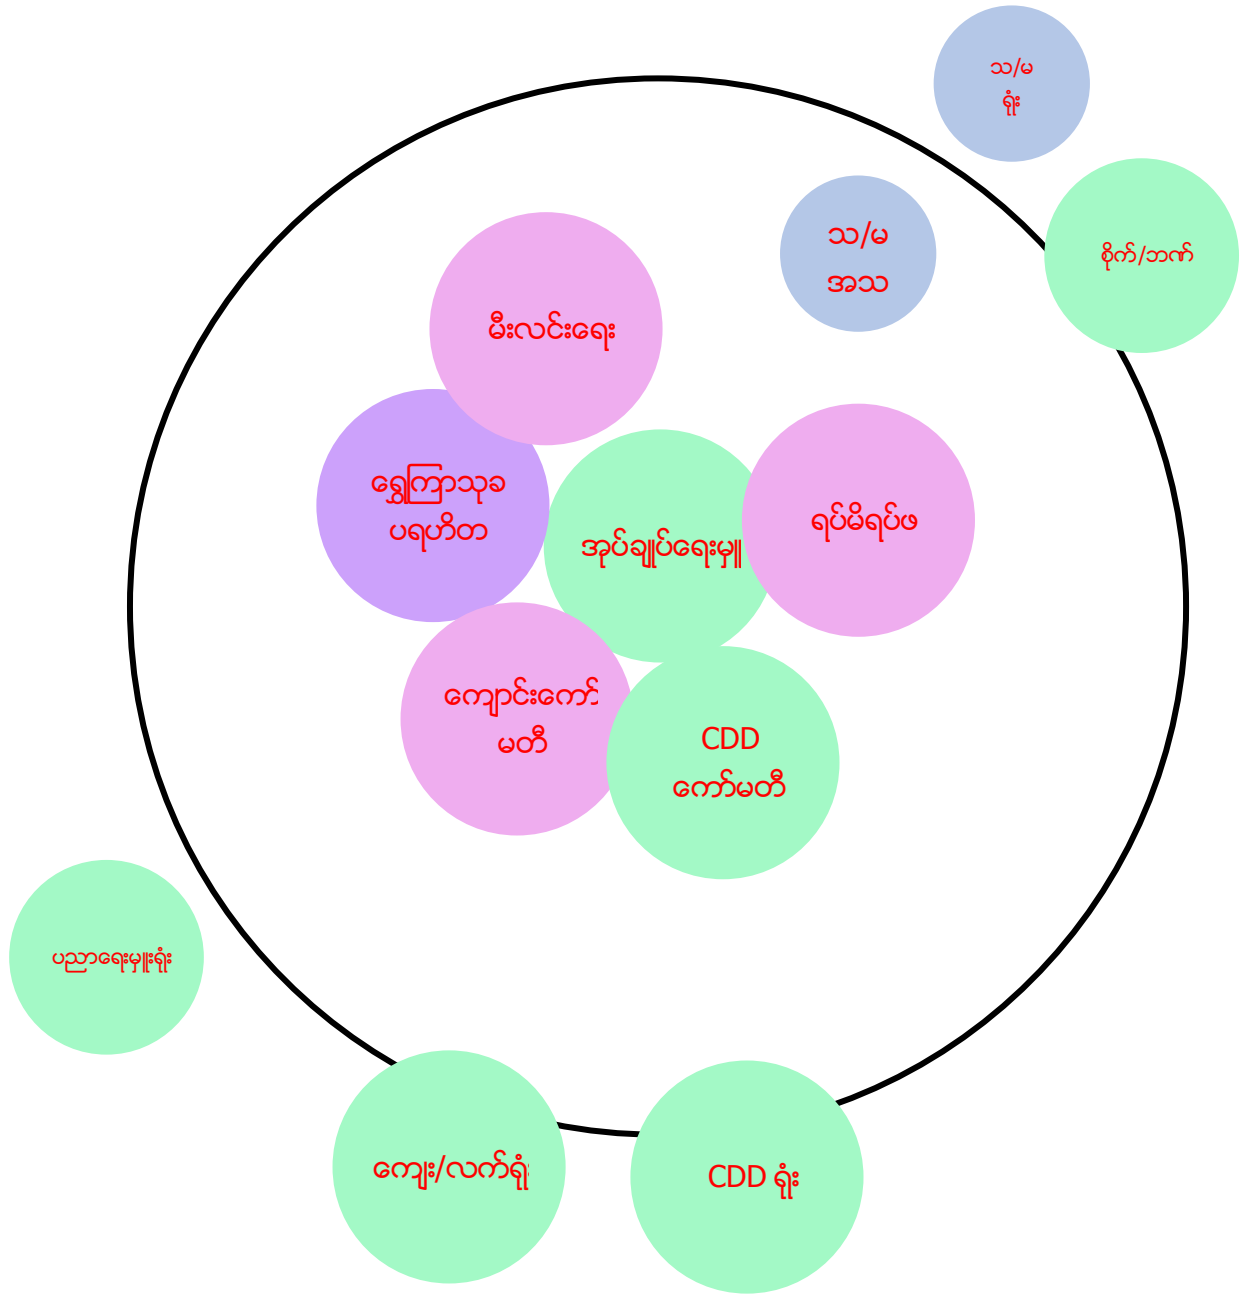 သ/မ
ရုံး
စိုက်/ဘဏ်
သ/မ
အသ
မီးလင်းရေး
ရွှေကြာသုခ
ပရဟိတ
အုပ်ချုပ်ရေးမှူ
ရပ်မိရပ်ဖ
ကျောင်းကော်
မတီ
CDD
ကော်မတီ
ပညာရေးမှူးရုံး
ကျေး/လက်ရုံး
CDD ရုံး